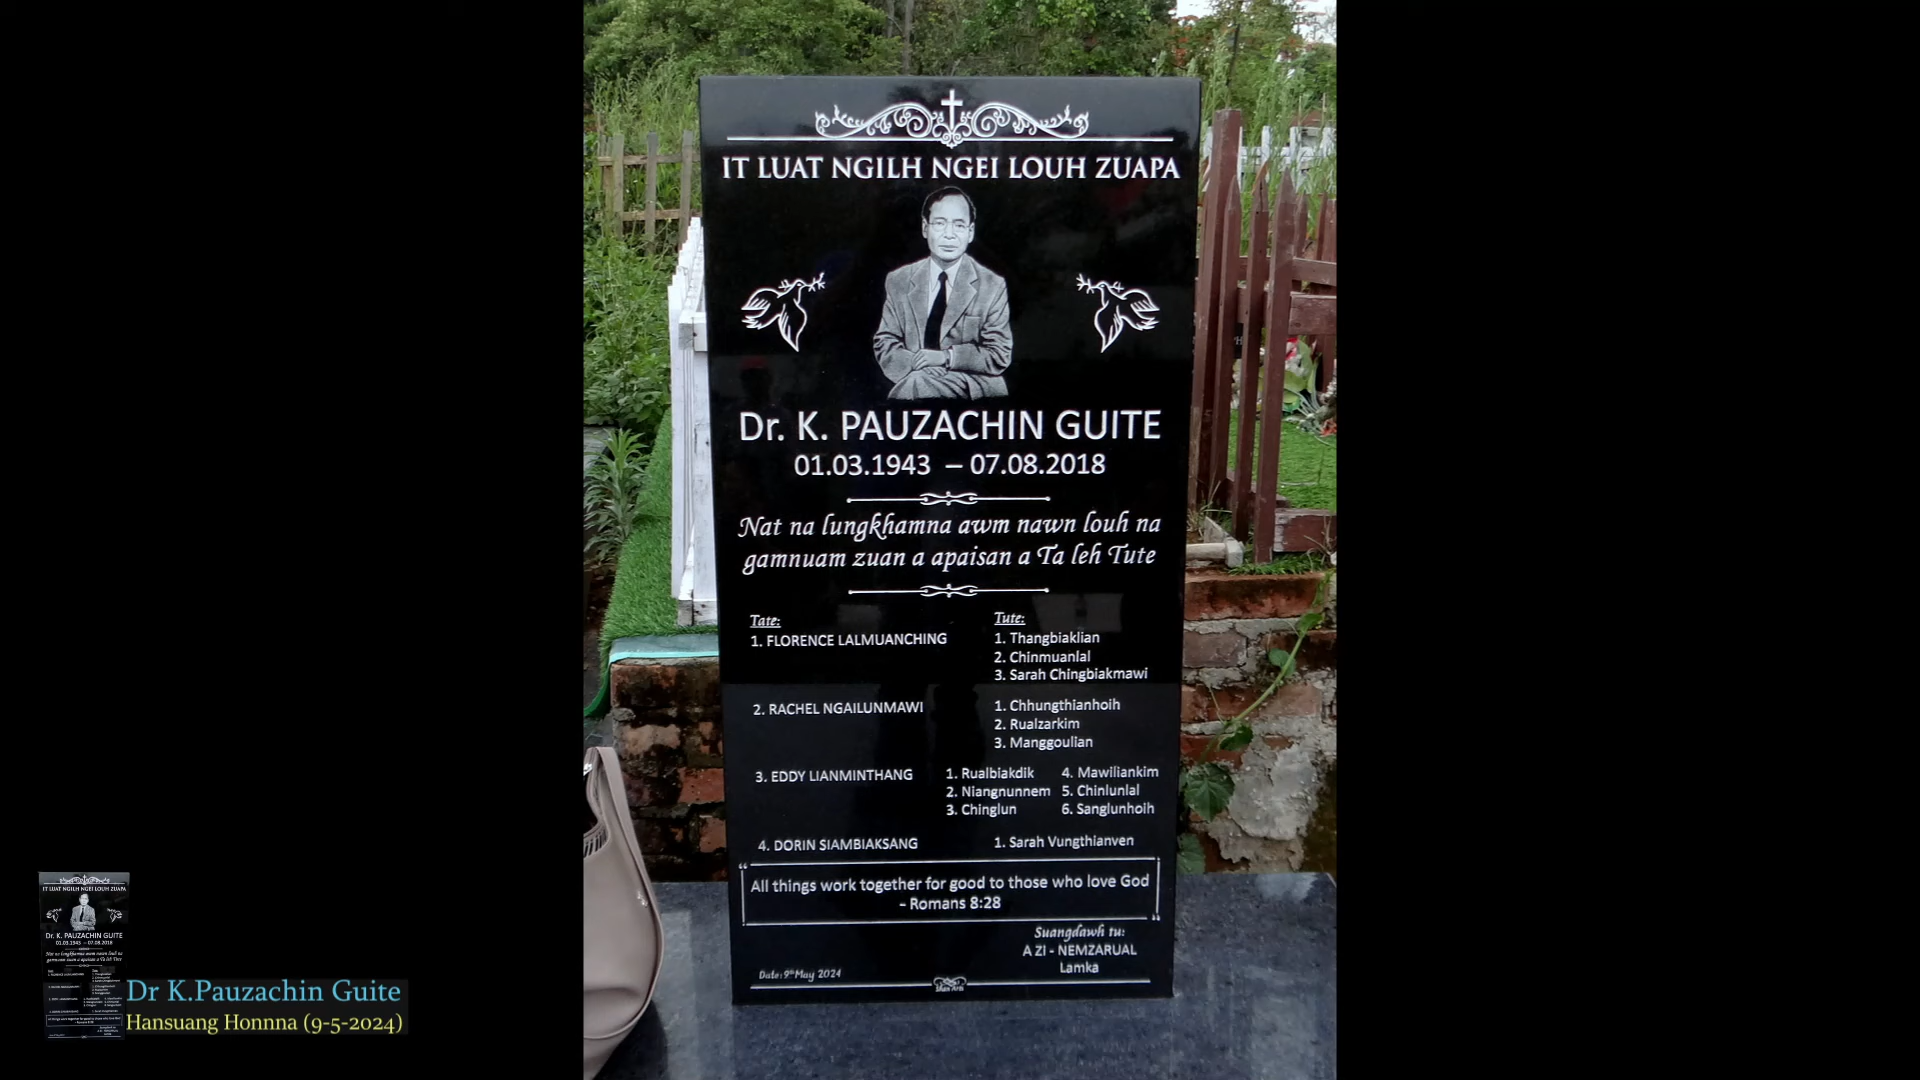 IT LUAT NGILH NGEI LOUH ZUAPA
Dr. K. PAUZACHIN GUITE
01.03.1943 – 07.08.2018
Nat na lungkhamna awm nawn louh na
gamnuam zuan a apaisan a Ta leh Tute
Tate:
1. FLORENCE LALMUANCHING
Tute:
1. Thangbiaklian
2. Chinmuanlal
3. Sarah Chingbiakmawi
2. RACHEL NGAILUNMAWI
1. Chhungthianhoih
2. Rualzarkim
3. Manggoulian
3. EDDY LIANMINTHANG
1. Rualbiakdik
2. Niangnunnem
3. Chinglun
4. Mawiliankim
5. Chinlunlal
6. Sanglunhoih
4. DORIN SIAMBIAKSANG
1. Sarah Vungthianven
"All things work together for good to those who love God
- Romans 8:28"
Suangdawh tu:
A ZI - NEMZARUAL
Lamka
Date: 9th May 2024
Shan Arts
Dr K.Pauzachin Guite
Hansuang Honnna (9-5-2024)